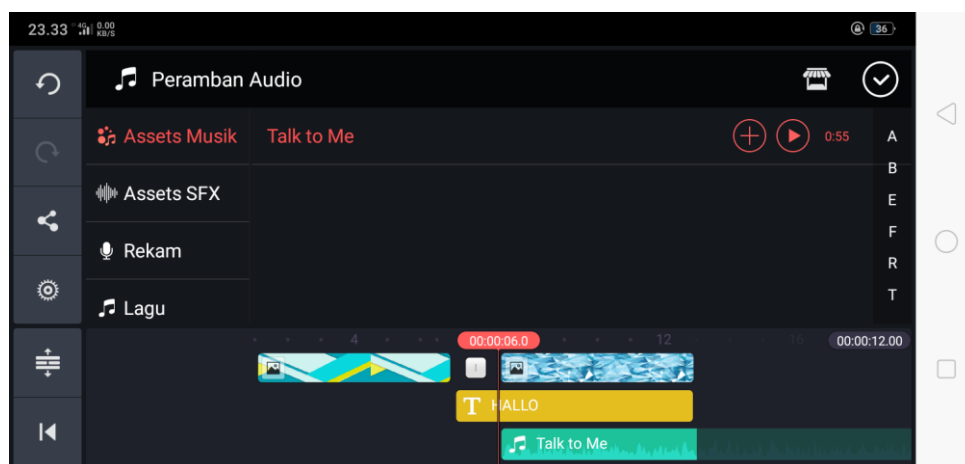 23.33 4G 0.00 KB/S 36
Peramban Audio
Assets Musik
Talk to Me 0:55
Assets SFX
Rekam
Lagu
A
B
E
F
R
T
4 12 16
00:00:06.0 00:00:12.00
T HALLO
Talk to Me